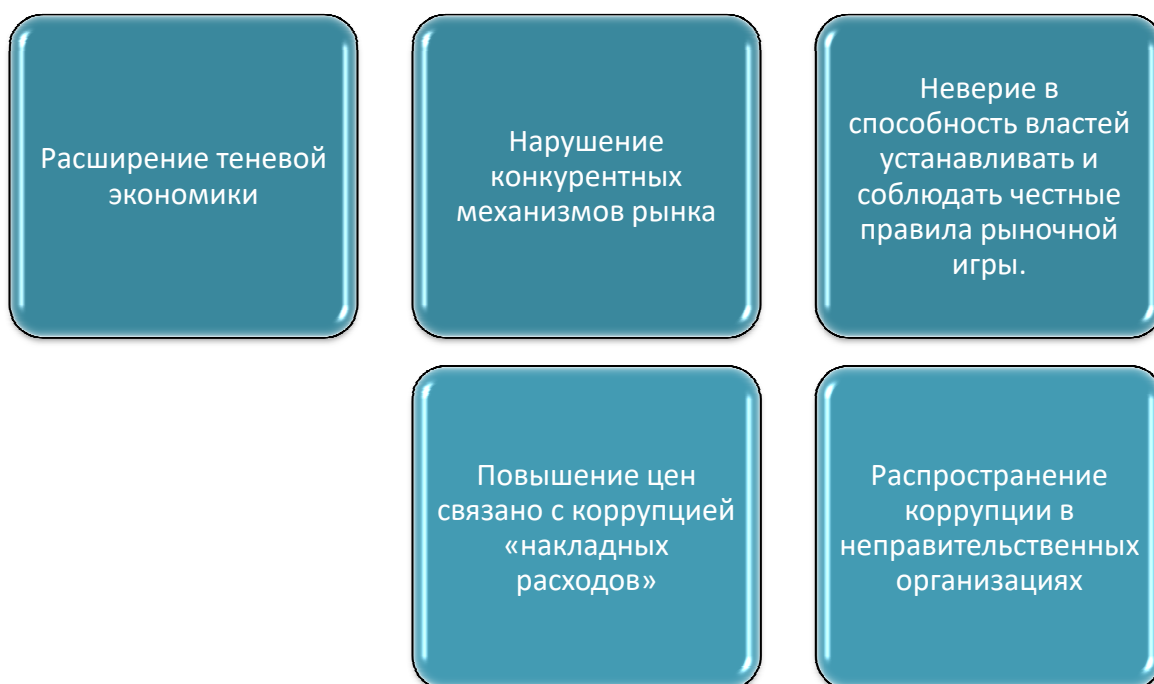 Расширение теневой
экономики
Нарушение
конкурентных
механизмов рынка
Неверие в
способность властей
устанавливать и
соблюдать честные
правила рыночной
игры.
Повышение цен
связано с коррупцией
«накладных
расходов»
Распространение
коррупции в
неправительственных
организациях